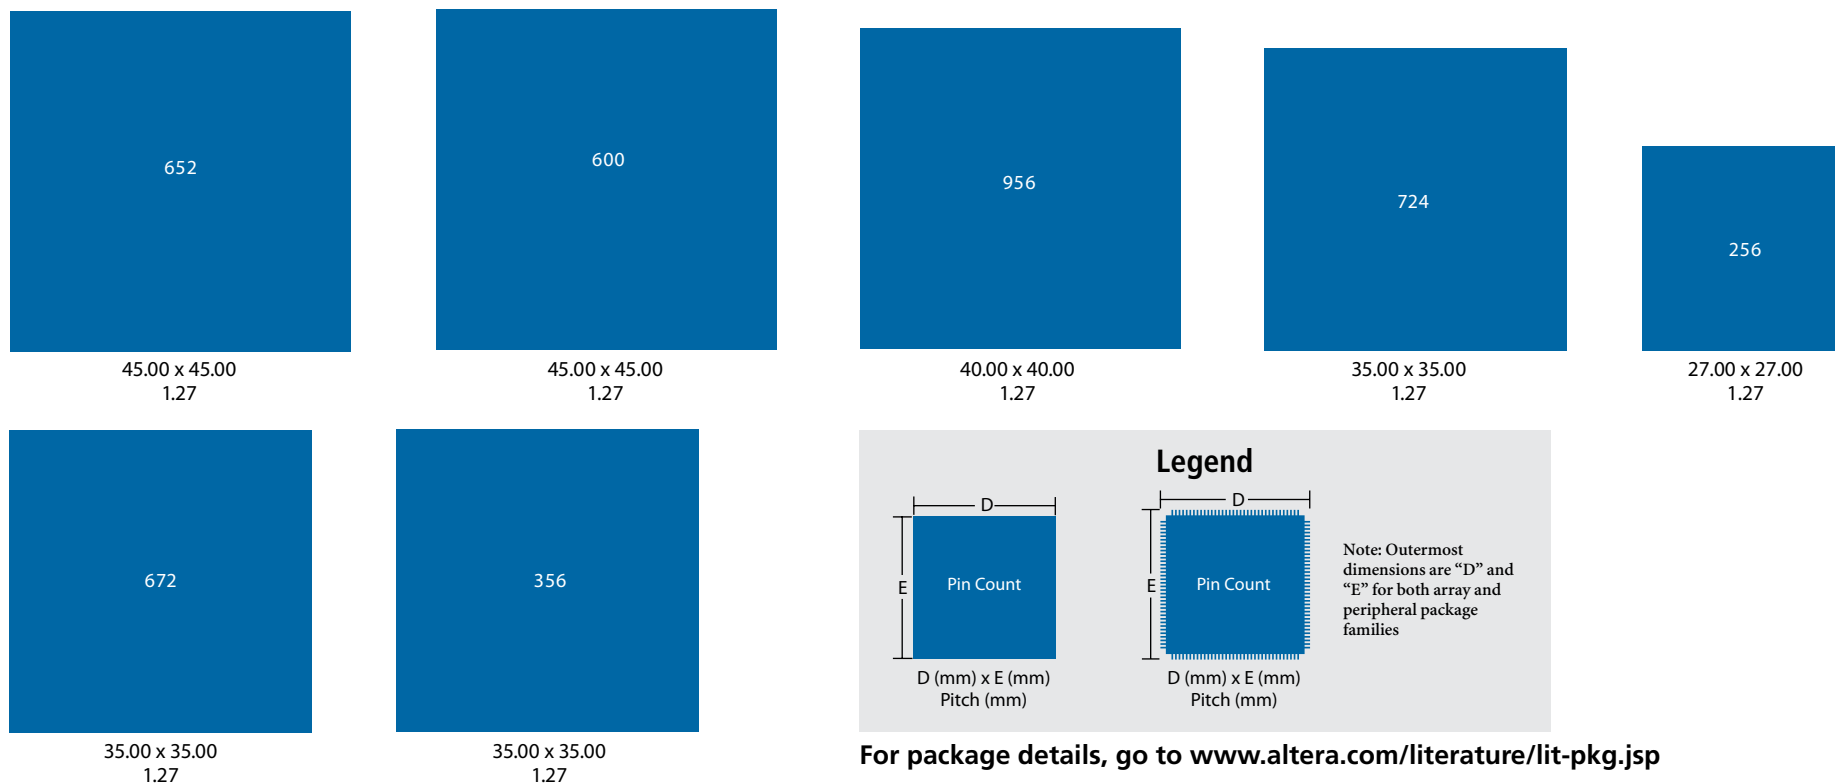 652
45.00 x 45.00
1.27
600
45.00 x 45.00
1.27
956
40.00 x 40.00
1.27
724
35.00 x 35.00
1.27
256
27.00 x 27.00
1.27
672
35.00 x 35.00
1.27
356
35.00 x 35.00
1.27
Legend
D
E
Pin Count
D (mm) x E (mm)
Pitch (mm)
D
E
Pin Count
D (mm) x E (mm)
Pitch (mm)
Note: Outermost
dimensions are “D” and
“E” for both array and
peripheral package
families
For package details, go to www.altera.com/literature/lit-pkg.jsp